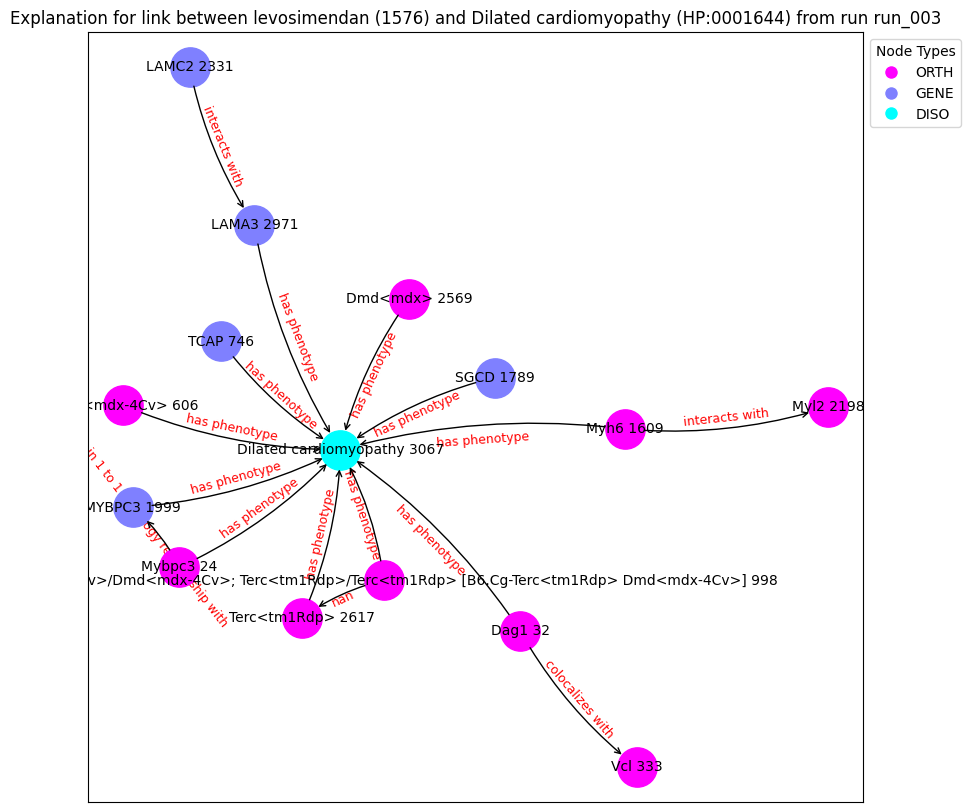 Explanation for link between levosimendan (1576) and Dilated cardiomyopathy (HP:0001644) from run run_003
Node Types
ORTH
GENE
DISO
LAMC2 2331
interacts with
LAMA3 2971
has phenotype
Dmd<mdx> 2569
TCAP 746
has phenotype
has phenotype
SGCD 1789
has phenotype
<mdx-4Cv> 606
has phenotype
Myl2 2198
interacts with
Myh6 1609
has phenotype
Dilated cardiomyopathy 3067
in 1 to 1
ship with
MYBPC3 1999
has phenotype
has phenotype
has phenotype
has phenotype
has phenotype
Mybpc3 24
v>/Dmd<mdx-4Cv>; Terc<tm1Rdp>/Terc<tm1Rdp> [B6.Cg-Terc<tm1Rdp> Dmd<mdx-4Cv>] 998
nan
Terc<tm1Rdp> 2617
Dag1 32
colocalizes with
Vcl 333